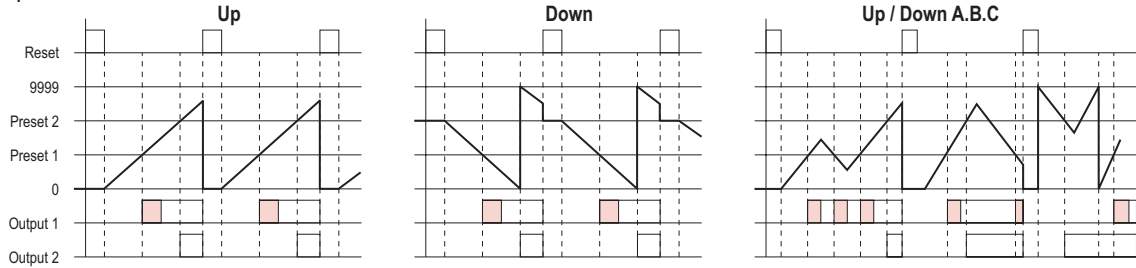 Up
Down
Up / Down A.B.C
Reset
9999
Preset 2
Preset 1
0
Output 1
Output 2